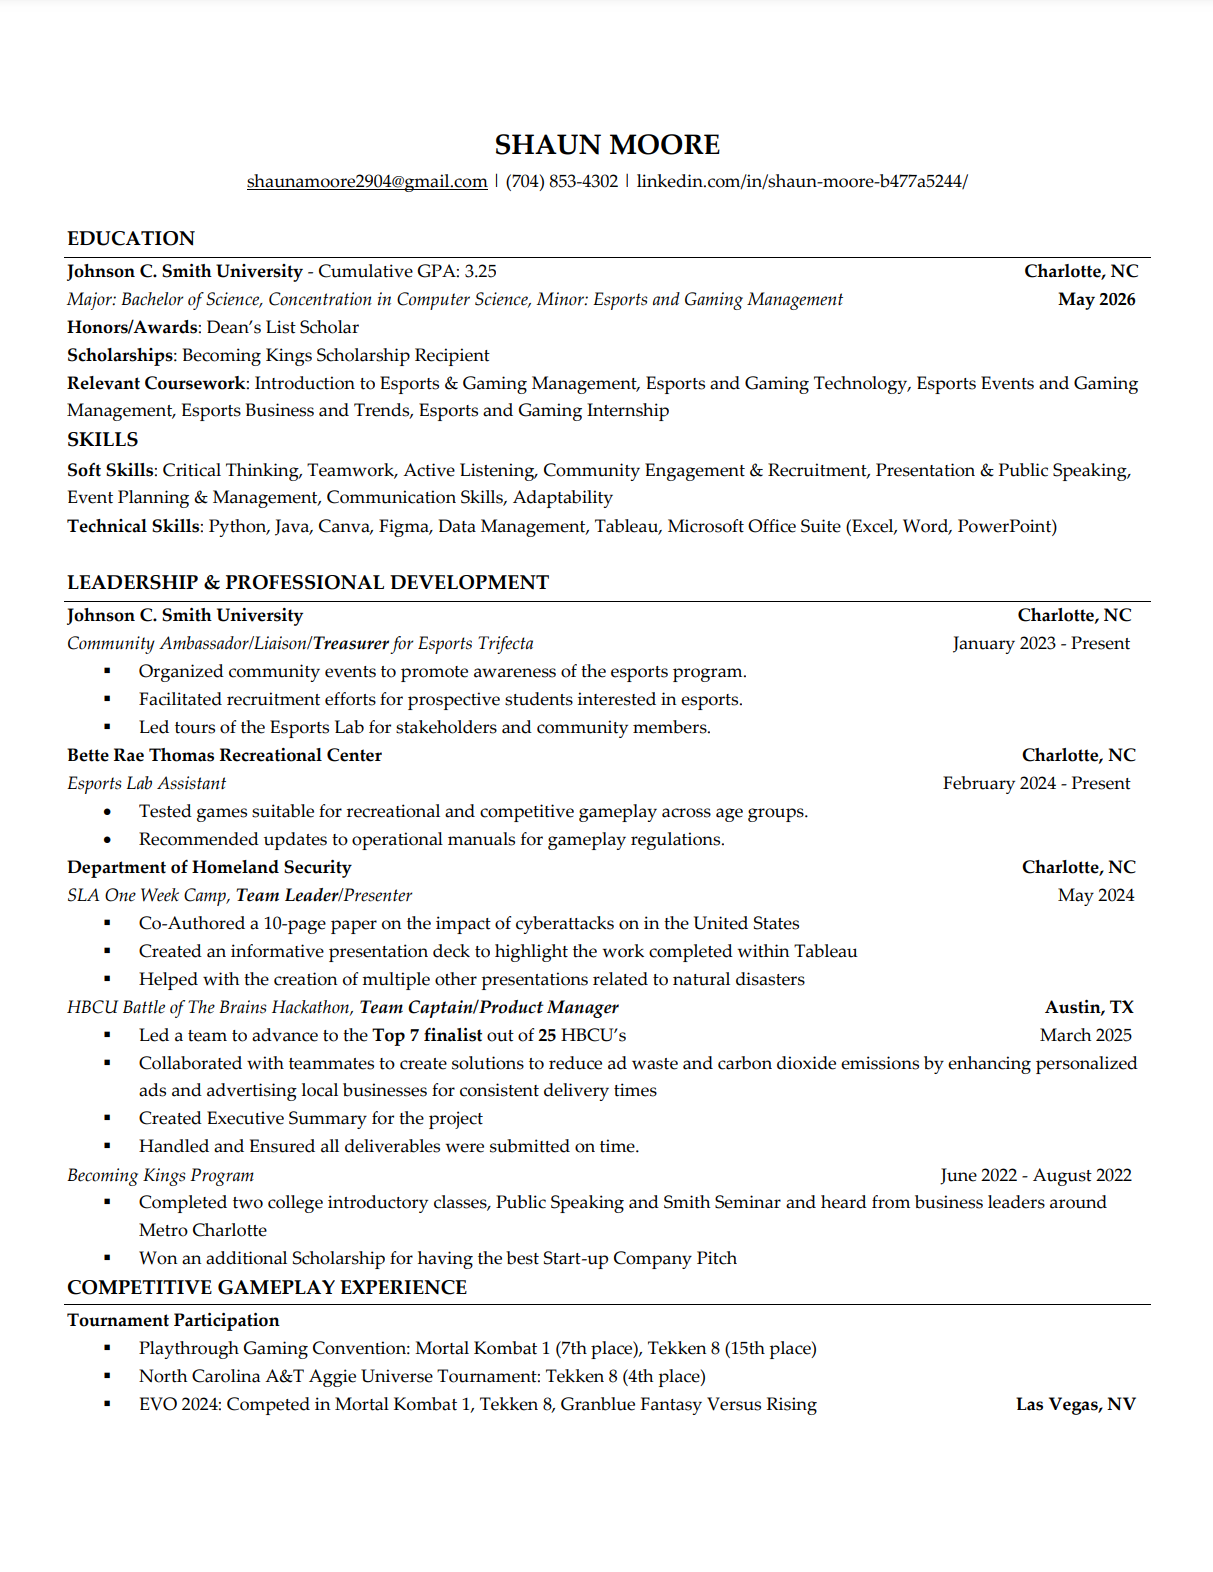 SHAUN MOORE
shaunamoore2904@gmail.com | (704) 853-4302 | linkedin.com/in/shaun-moore-b477a5244/
EDUCATION
Johnson C. Smith University - Cumulative GPA: 3.25 Charlotte, NC
Major: Bachelor of Science, Concentration in Computer Science, Minor: Esports and Gaming Management May 2026
Honors/Awards: Dean’s List Scholar
Scholarships: Becoming Kings Scholarship Recipient
Relevant Coursework: Introduction to Esports & Gaming Management, Esports and Gaming Technology, Esports Events and Gaming
Management, Esports Business and Trends, Esports and Gaming Internship
SKILLS
Soft Skills: Critical Thinking, Teamwork, Active Listening, Community Engagement & Recruitment, Presentation & Public Speaking,
Event Planning & Management, Communication Skills, Adaptability
Technical Skills: Python, Java, Canva, Figma, Data Management, Tableau, Microsoft Office Suite (Excel, Word, PowerPoint)
LEADERSHIP & PROFESSIONAL DEVELOPMENT
Johnson C. Smith University Charlotte, NC
Community Ambassador/Liaison/Treasurer for Esports Trifecta January 2023 - Present
▪ Organized community events to promote awareness of the esports program.
▪ Facilitated recruitment efforts for prospective students interested in esports.
▪ Led tours of the Esports Lab for stakeholders and community members.
Bette Rae Thomas Recreational Center Charlotte, NC
Esports Lab Assistant February 2024 - Present
• Tested games suitable for recreational and competitive gameplay across age groups.
• Recommended updates to operational manuals for gameplay regulations.
Department of Homeland Security Charlotte, NC
SLA One Week Camp, Team Leader/Presenter May 2024
▪ Co-Authored a 10-page paper on the impact of cyberattacks on in the United States
▪ Created an informative presentation deck to highlight the work completed within Tableau
▪ Helped with the creation of multiple other presentations related to natural disasters
HBCU Battle of The Brains Hackathon, Team Captain/Product Manager Austin, TX
▪ Led a team to advance to the Top 7 finalist out of 25 HBCU’s March 2025
▪ Collaborated with teammates to create solutions to reduce ad waste and carbon dioxide emissions by enhancing personalized
ads and advertising local businesses for consistent delivery times
▪ Created Executive Summary for the project
▪ Handled and Ensured all deliverables were submitted on time.
Becoming Kings Program June 2022 - August 2022
▪ Completed two college introductory classes, Public Speaking and Smith Seminar and heard from business leaders around
Metro Charlotte
▪ Won an additional Scholarship for having the best Start-up Company Pitch
COMPETITIVE GAMEPLAY EXPERIENCE
Tournament Participation
▪ Playthrough Gaming Convention: Mortal Kombat 1 (7th place), Tekken 8 (15th place)
▪ North Carolina A&T Aggie Universe Tournament: Tekken 8 (4th place)
▪ EVO 2024: Competed in Mortal Kombat 1, Tekken 8, Granblue Fantasy Versus Rising Las Vegas, NV